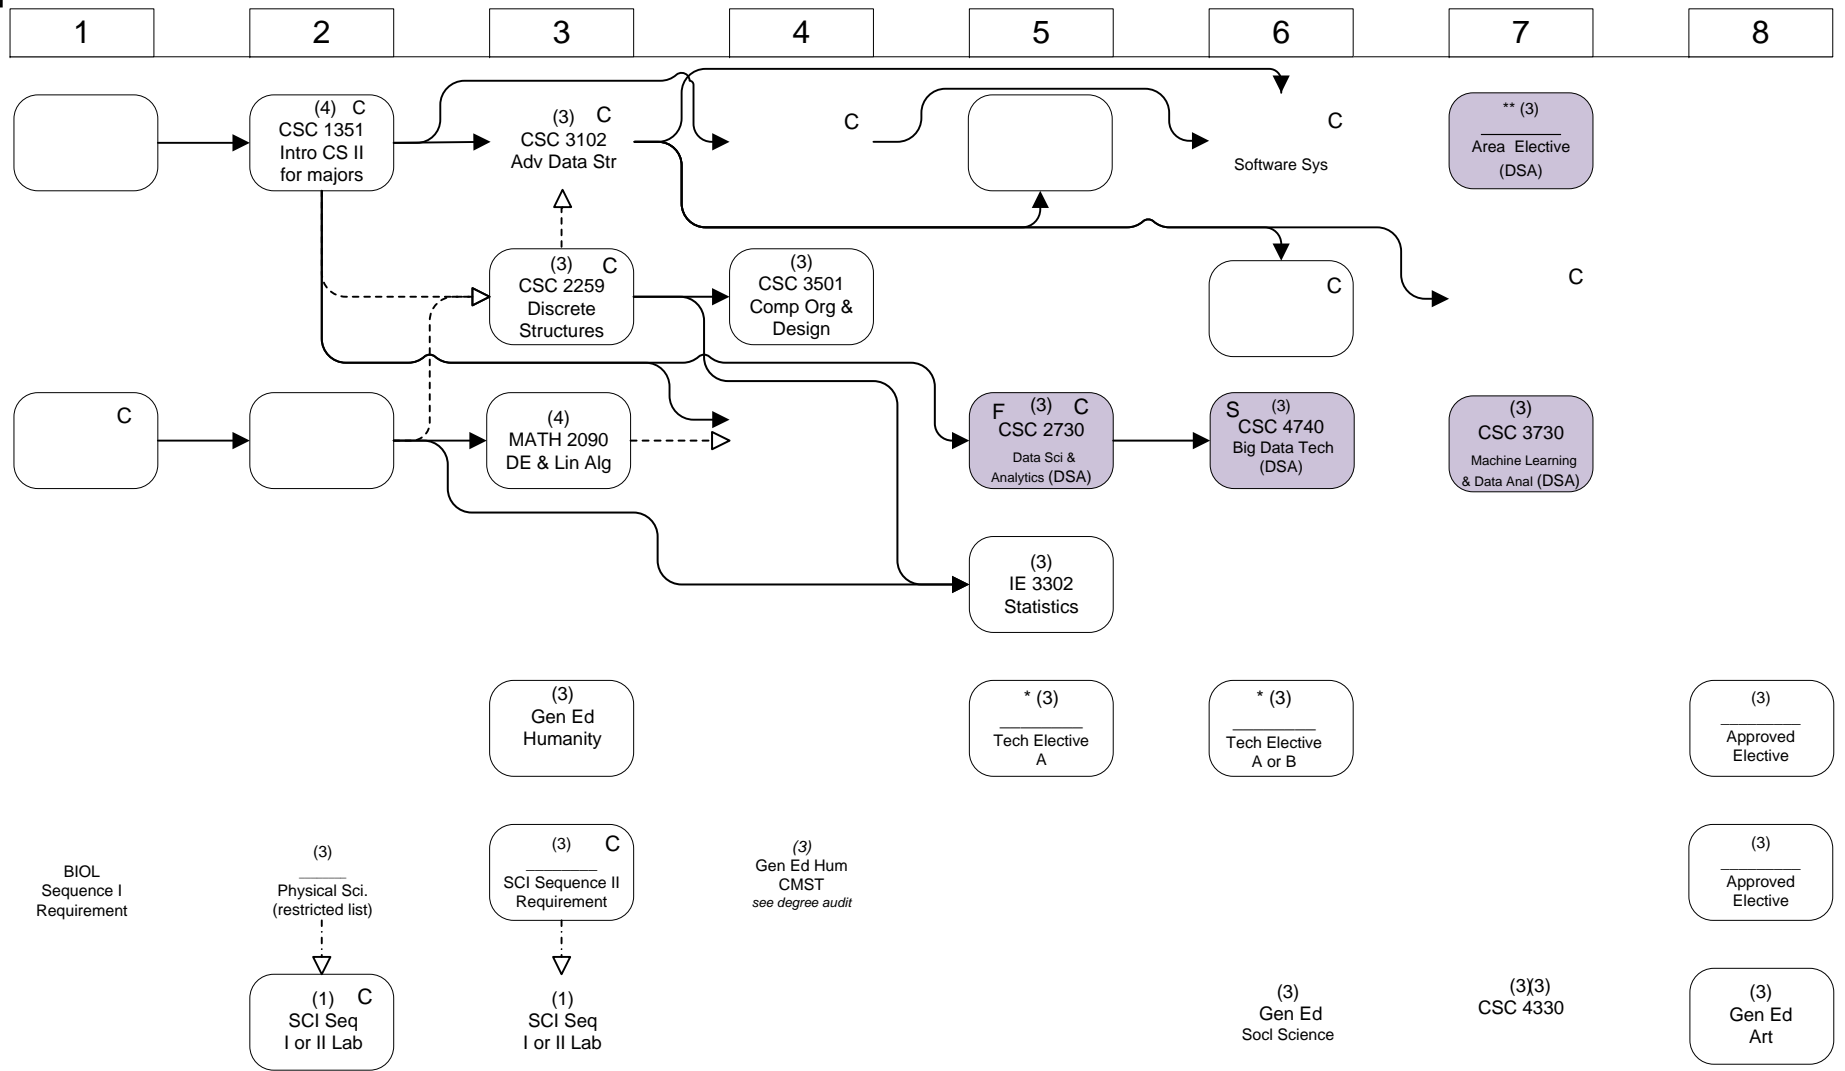 1 2 3 4 5 6 7 8
(4) C
CSC 1351
Intro CS II
for majors
(3) C
CSC 3102
Adv Data Str
C
C
Software Sys
** (3)
Area Elective
(DSA)
(3) C
CSC 2259
Discrete
Structures
(3)
CSC 3501
Comp Org &
Design
C
C
C
(4)
MATH 2090
DE & Lin Alg
F (3) C
CSC 2730
Data Sci &
Analytics (DSA)
S (3)
CSC 4740
Big Data Tech
(DSA)
(3)
CSC 3730
Machine Learning
& Data Anal (DSA)
(3)
IE 3302
Statistics
(3)
Gen Ed
Humanity
* (3)
Tech Elective
A
* (3)
Tech Elective
A or B
(3)
Approved
Elective
BIOL
Sequence I
Requirement
(3)
Physical Sci.
(restricted list)
(3) C
SCI Sequence II
Requirement
(3)
Gen Ed Hum
CMST
see degree audit
(3)
Approved
Elective
(1) C
SCI Seq
I or II Lab
(1)
SCI Seq
I or II Lab
(3)
Gen Ed
Socl Science
(3)(3)
CSC 4330
(3)
Gen Ed
Art